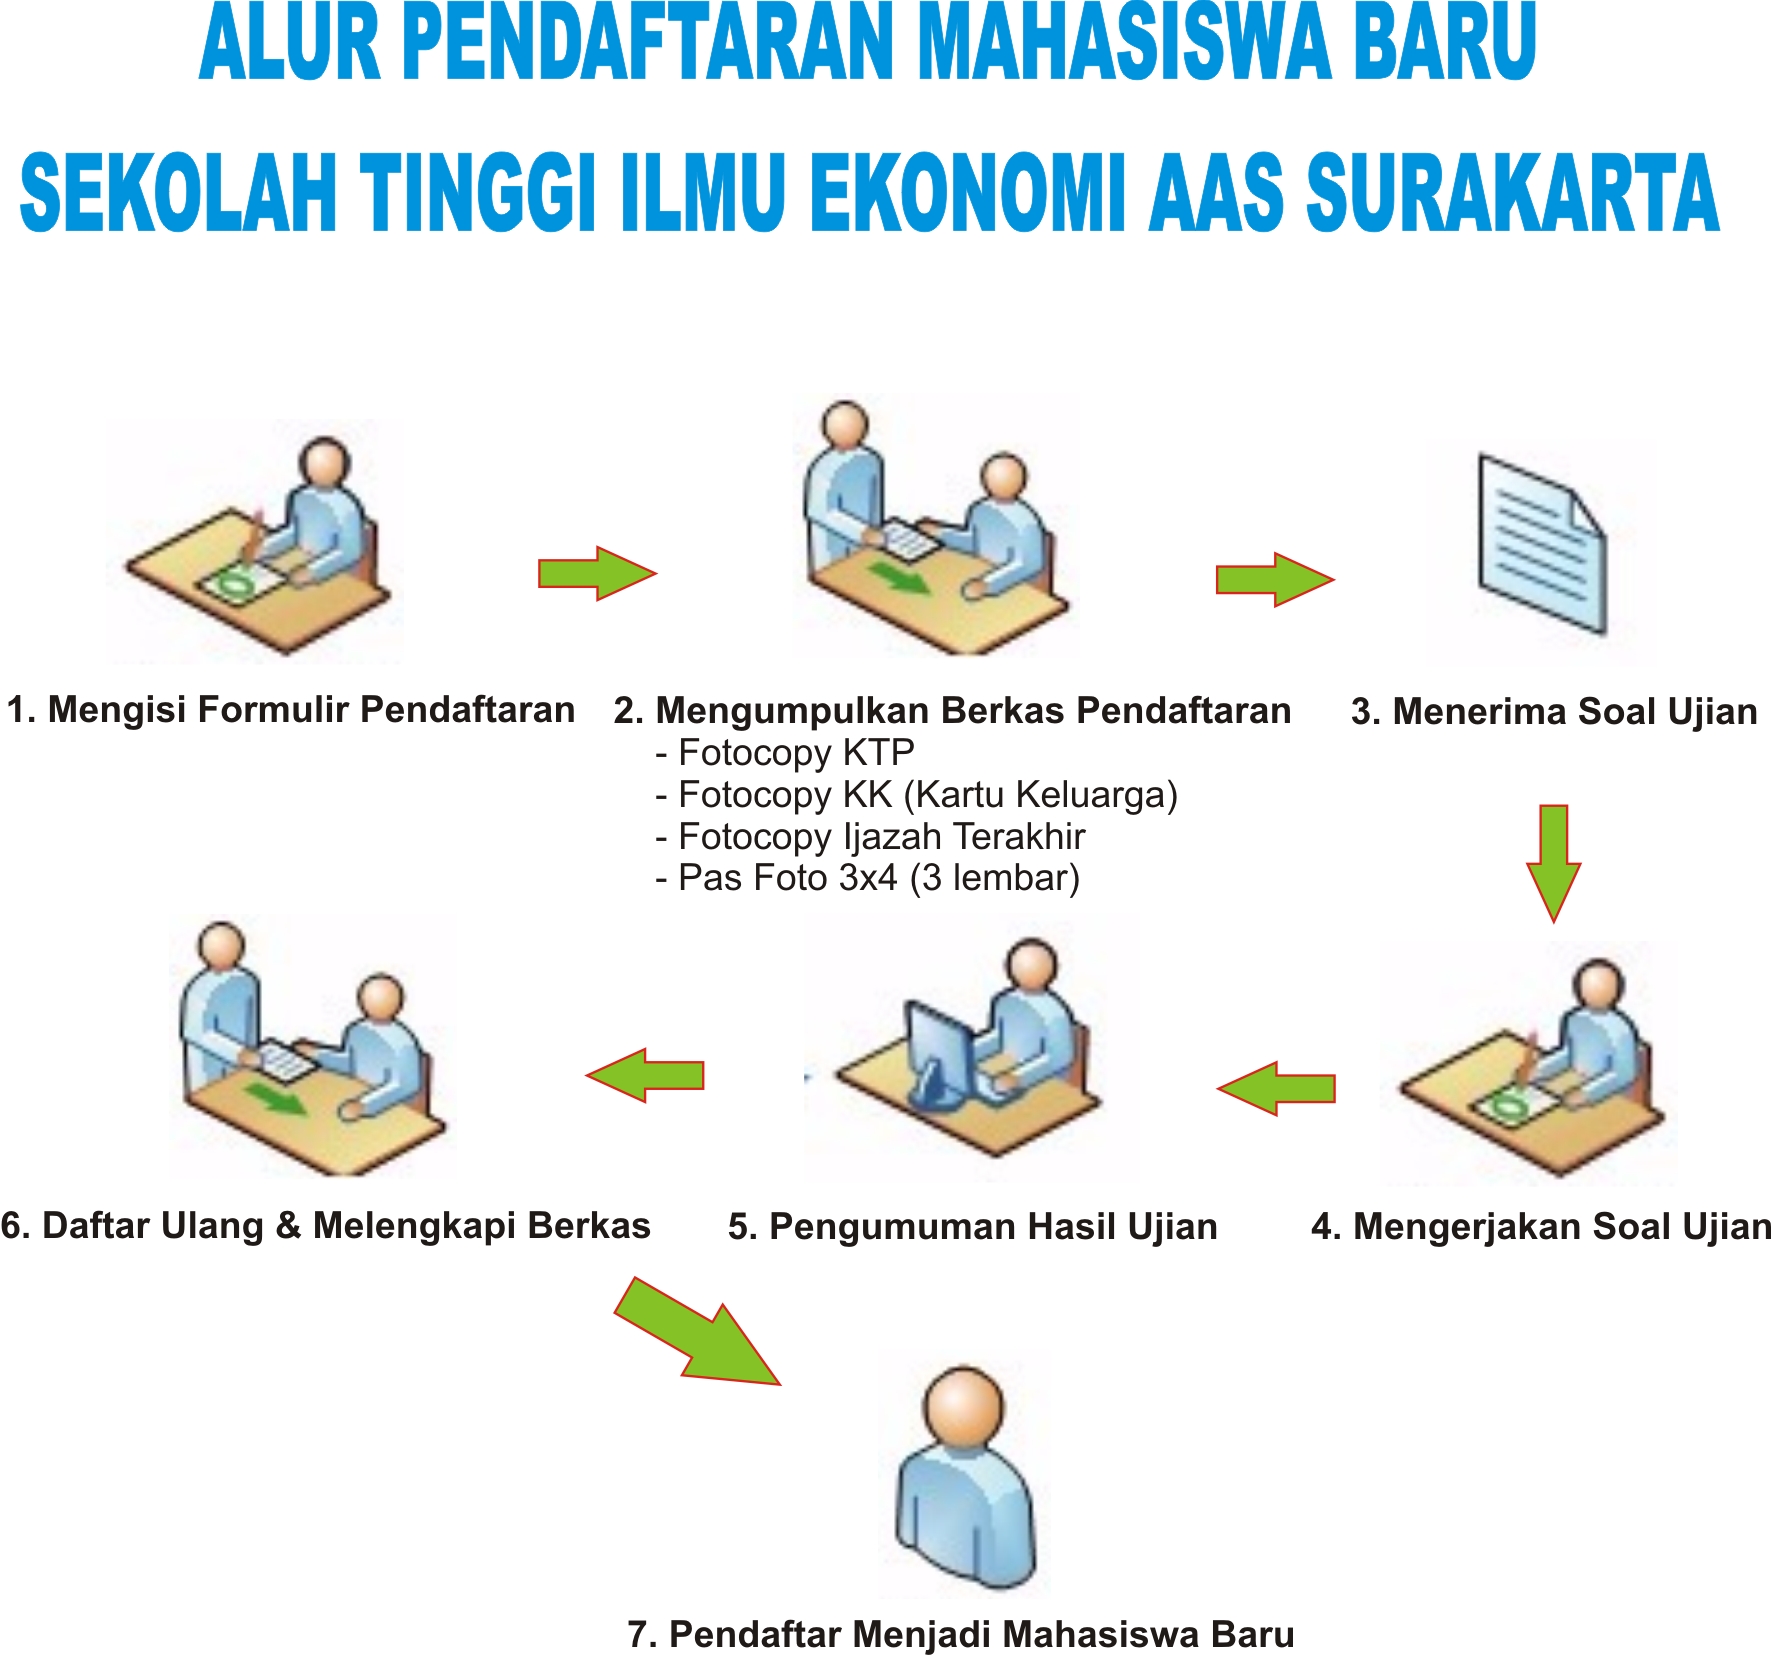 ALUR PENDAFTARAN MAHASISWA BARU
SEKOLAH TINGGI ILMU EKONOMI AAS SURAKARTA
1. Mengisi Formulir Pendaftaran
2. Mengumpulkan Berkas Pendaftaran
- Fotocopy KTP
- Fotocopy KK (Kartu Keluarga)
- Fotocopy Ijazah Terakhir
- Pas Foto 3x4 (3 lembar)
3. Menerima Soal Ujian
4. Mengerjakan Soal Ujian
5. Pengumuman Hasil Ujian
6. Daftar Ulang & Melengkapi Berkas
7. Pendaftar Menjadi Mahasiswa Baru